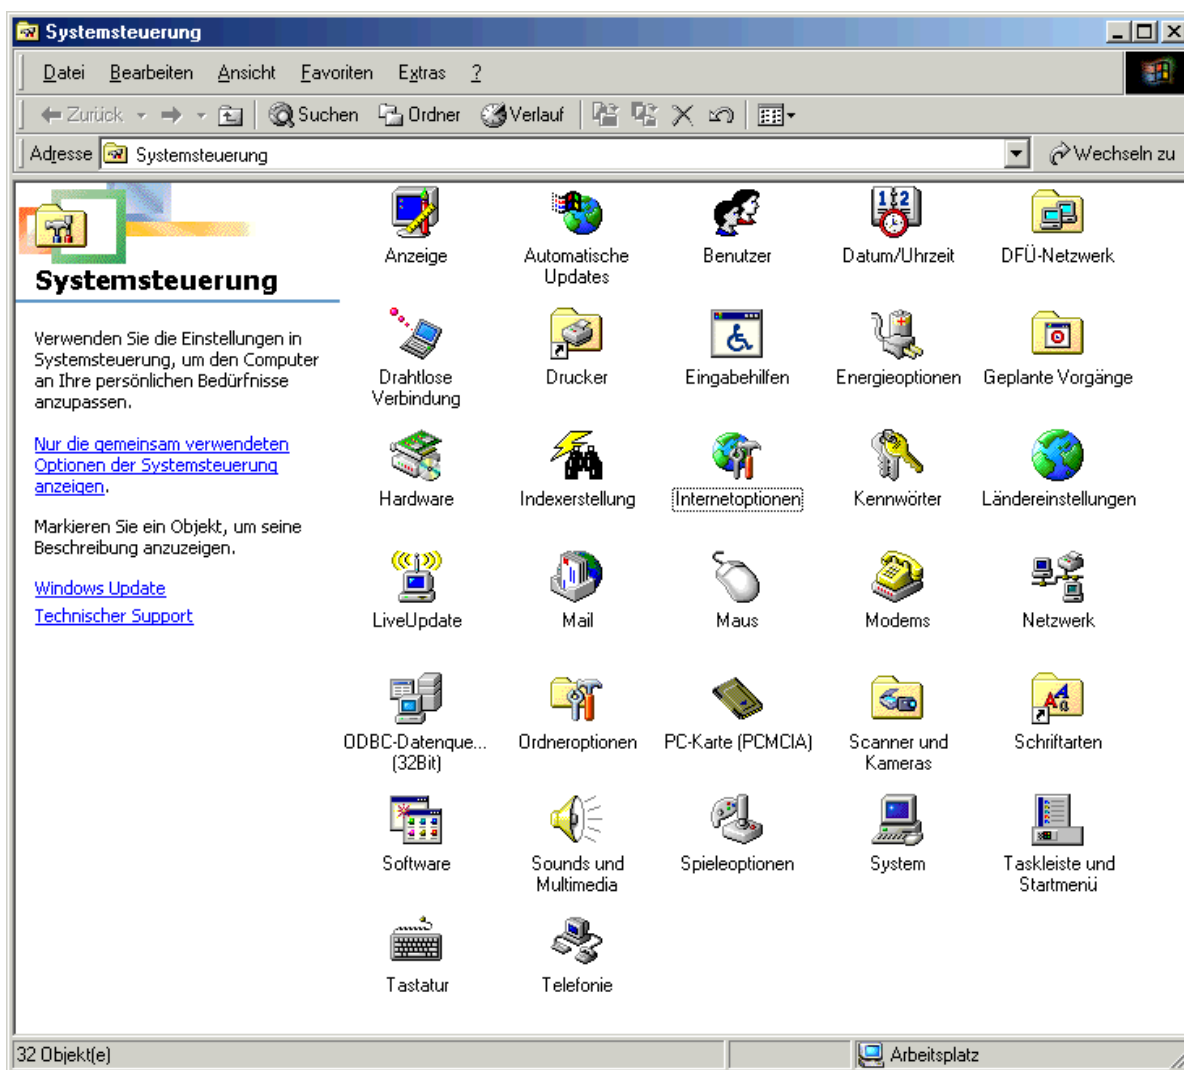 Systemsteuerung
Datei Bearbeiten Ansicht Favoriten Extras ?
Zurück Suchen Ordner Verlauf
Adresse Systemsteuerung Wechseln zu
Systemsteuerung
Verwenden Sie die Einstellungen in
Systemsteuerung, um den Computer
an Ihre persönlichen Bedürfnisse
anzupassen.
Nur die gemeinsam verwendeten
Optionen der Systemsteuerung
anzeigen.
Markieren Sie ein Objekt, um seine
Beschreibung anzuzeigen.
Windows Update
Technischer Support
Anzeige
Automatische
Updates
Benutzer
Datum/Uhrzeit
DFÜ-Netzwerk
Drahtlose
Verbindung
Drucker
Eingabehilfen
Energieoptionen
Geplante Vorgänge
Hardware
Indexerstellung
Internetoptionen
Kennwörter
Ländereinstellungen
LiveUpdate
Mail
Maus
Modems
Netzwerk
ODBC-Datenque...
(32Bit)
Ordneroptionen
PC-Karte (PCMCIA)
Scanner und
Kameras
Schriftarten
Software
Sounds und
Multimedia
Spieleoptionen
System
Taskleiste und
Startmenü
Tastatur
Telefonie
32 Objekt(e)
Arbeitsplatz